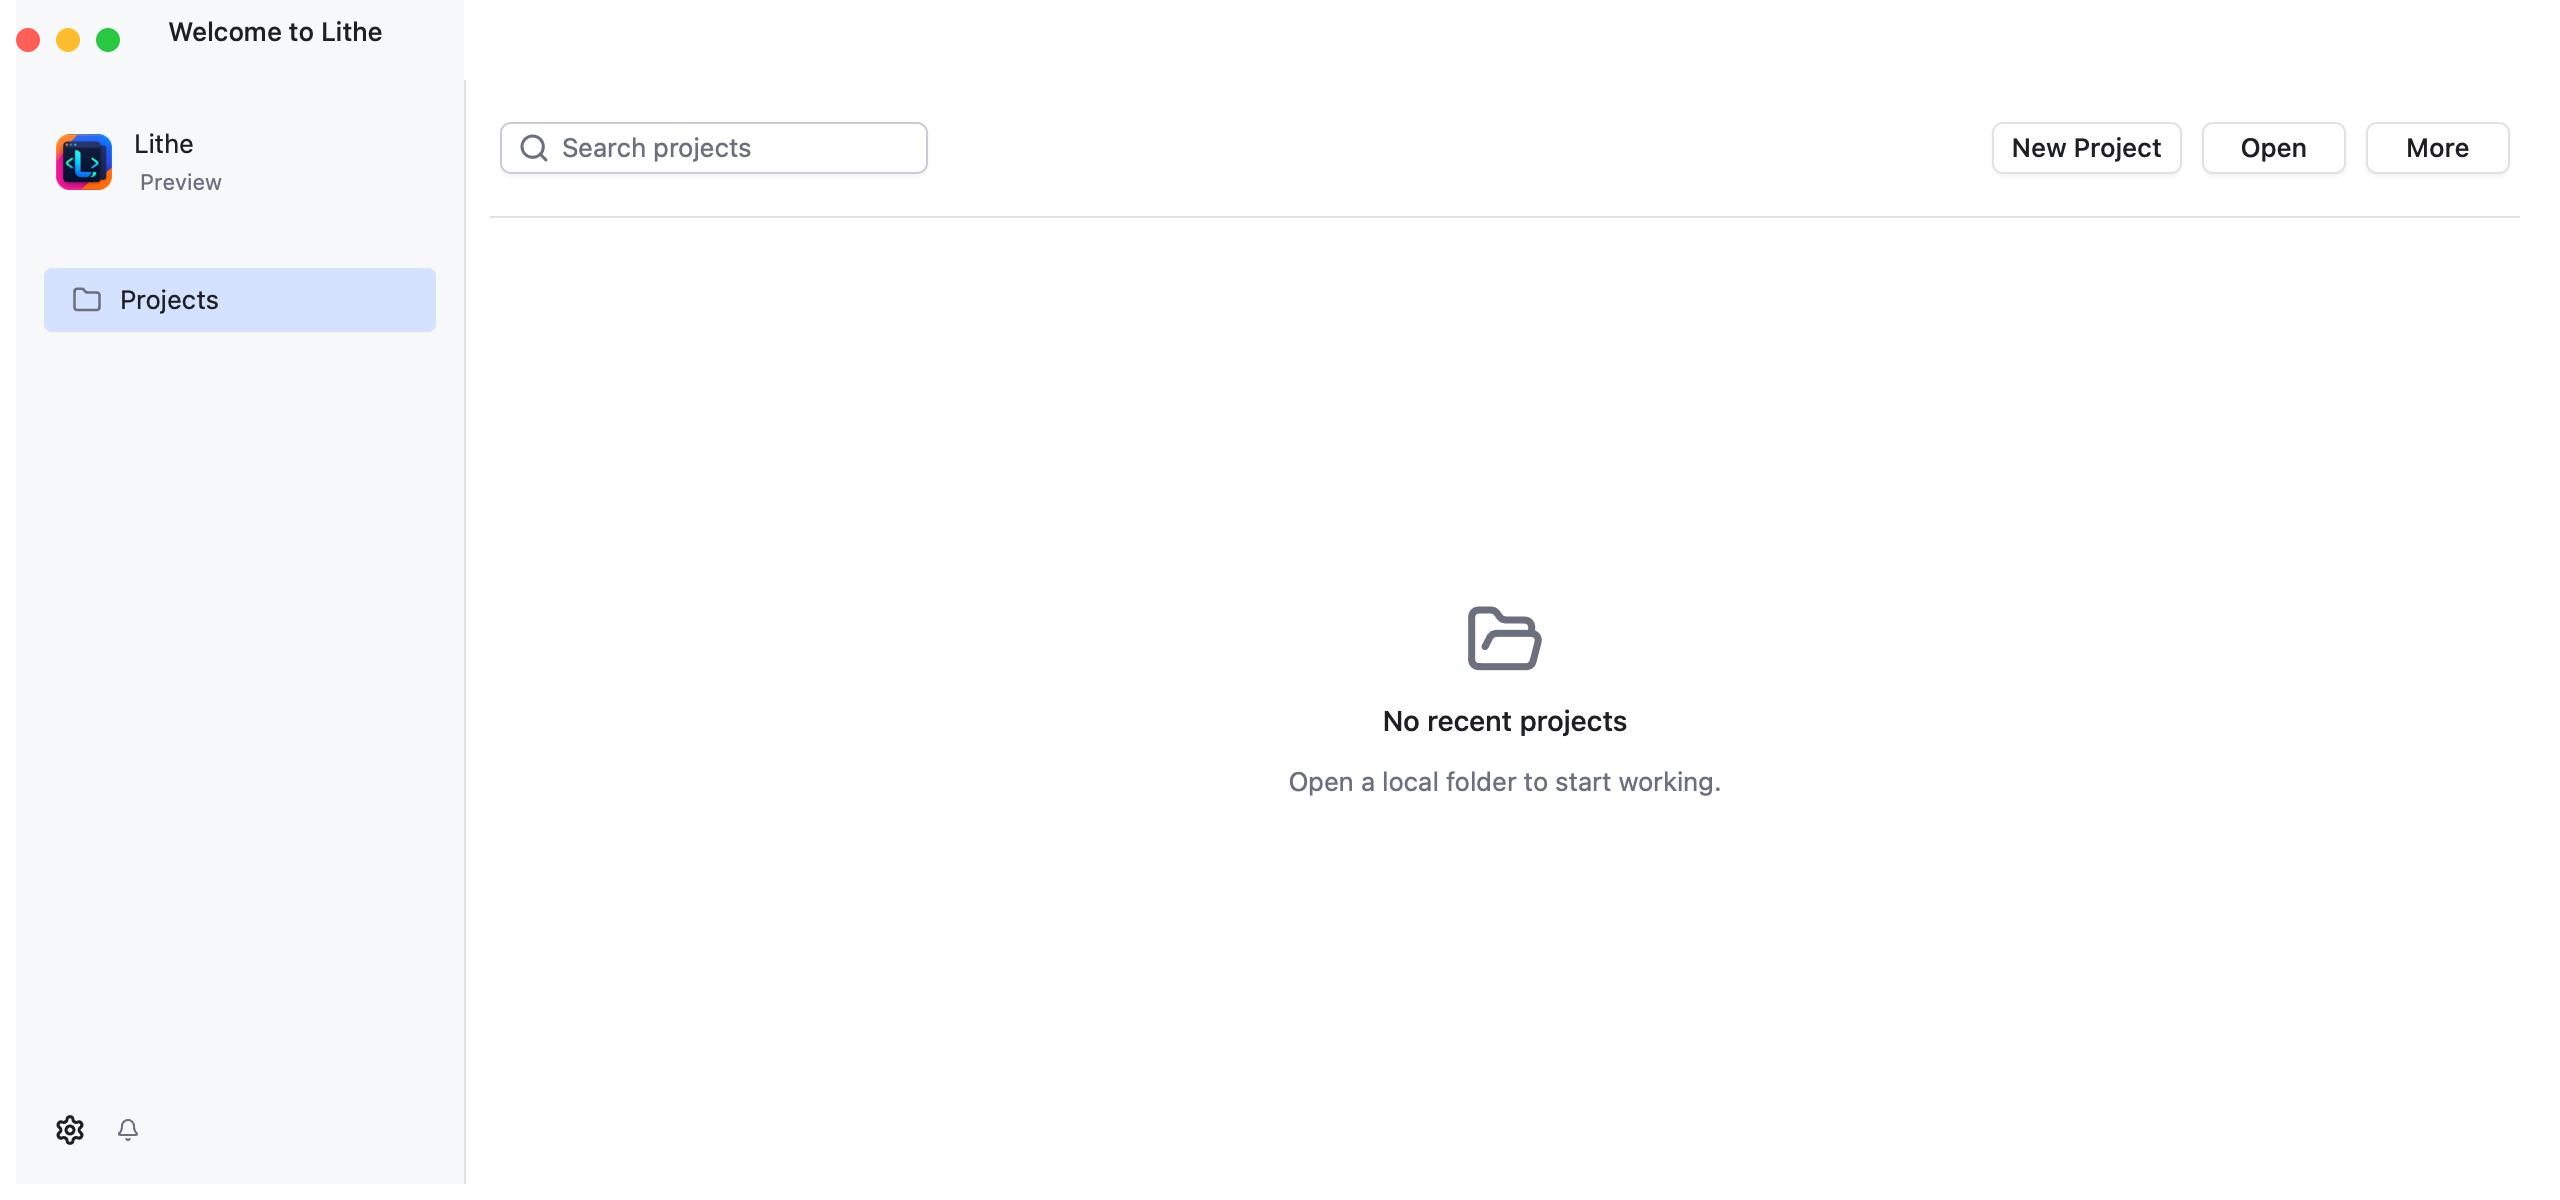 Welcome to Lithe
Lithe
Preview
Projects
Search projects
New Project
Open
More
No recent projects
Open a local folder to start working.